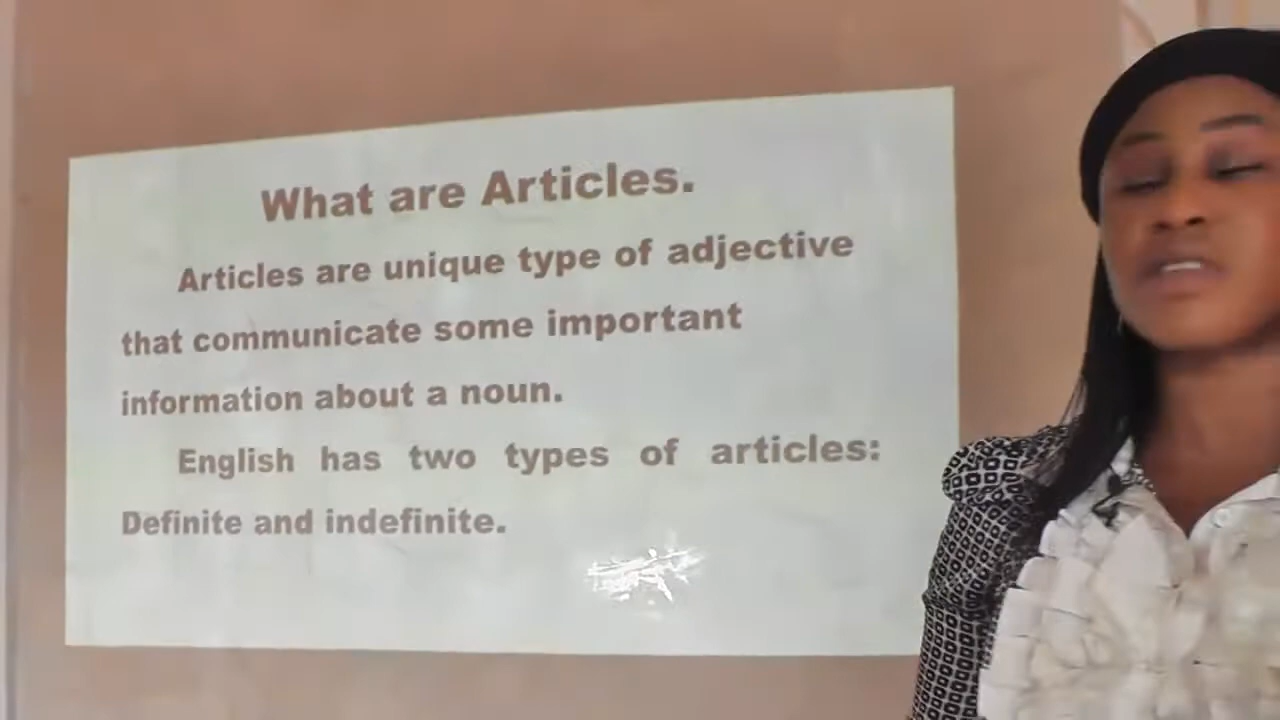 What are Articles.
Articles are unique type of adjective
that communicate some important
information about a noun.
English has two types of articles:
Definite and indefinite.